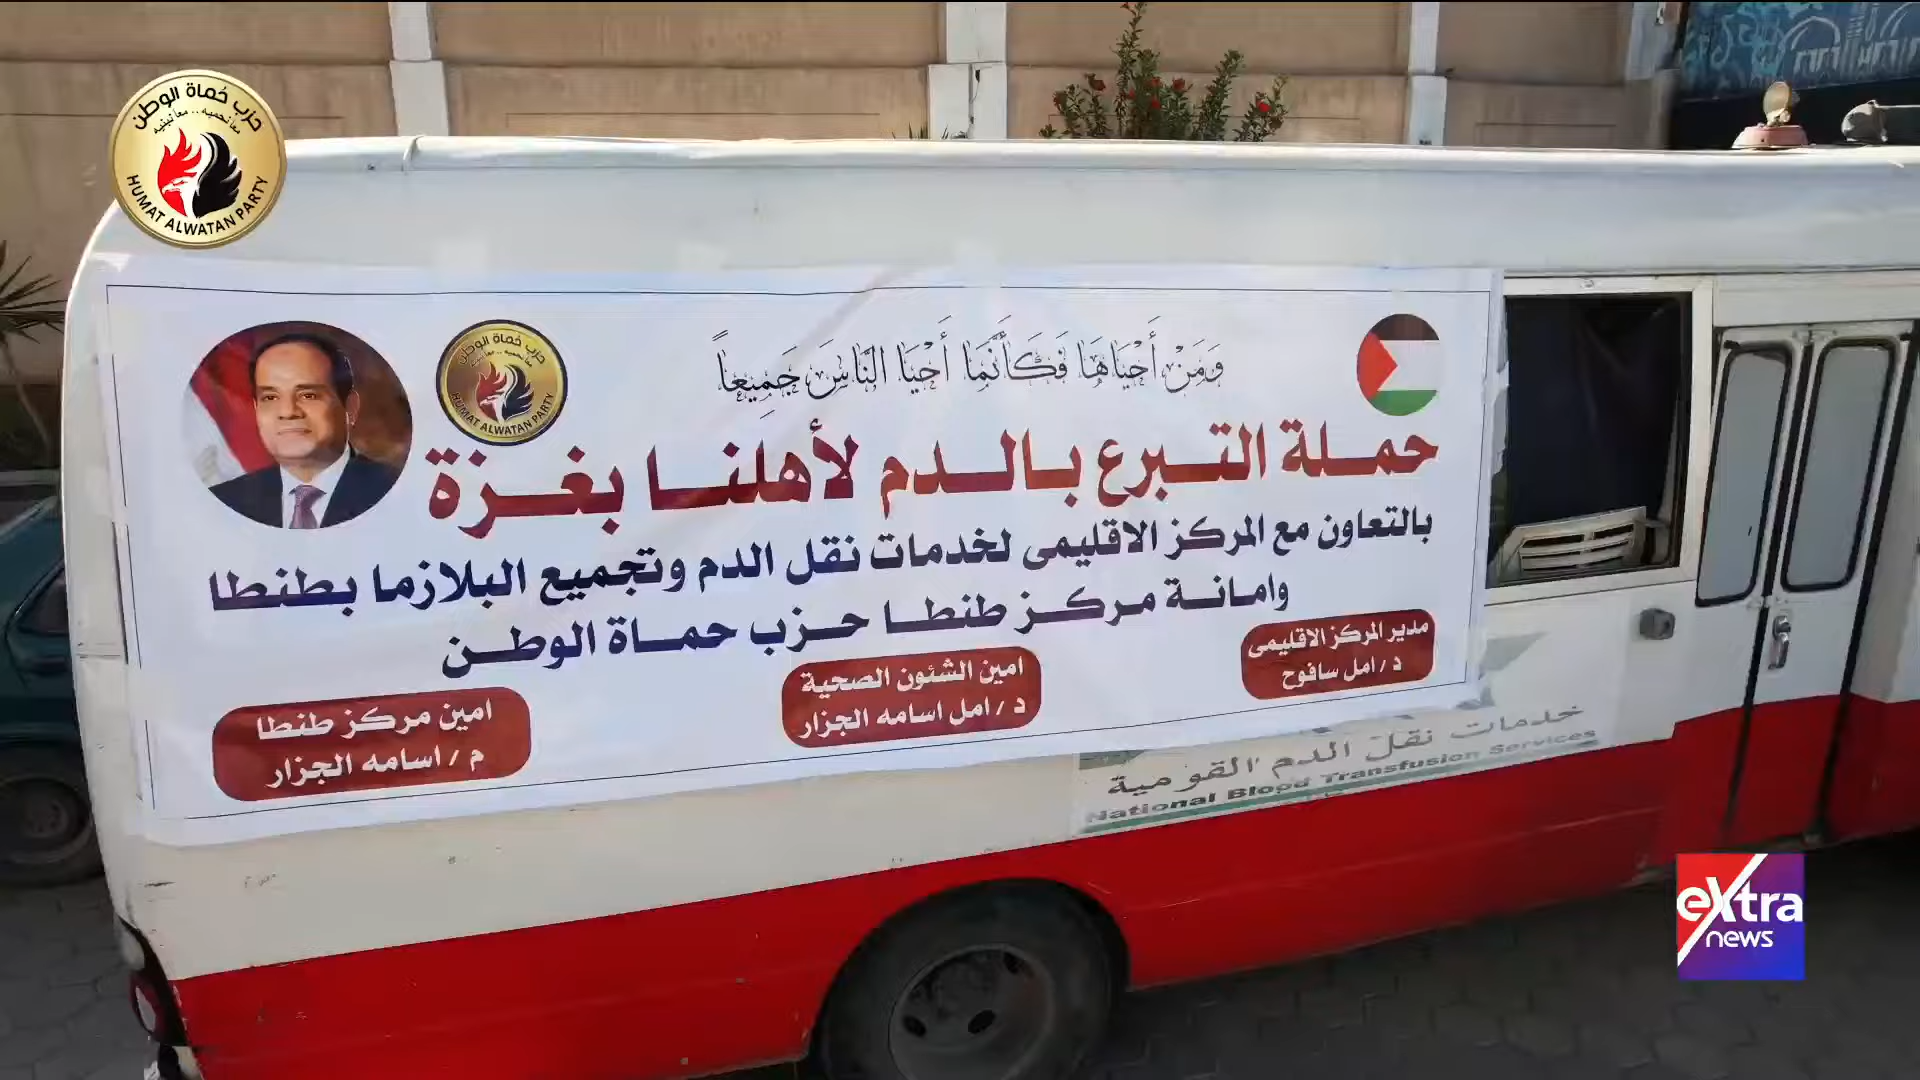 حزب حُماة الوطن
معاً نحميه .. معاً نبنيه
HUMAT ALWATAN PARTY
وَمَنْ أَحْيَاهَا فَكَأَنَّمَا أَحْيَا النَّاسَ جَمِيعاً
حزب حُماة الوطن
HUMAT ALWATAN PARTY
حملة التبرع بالدم لأهلنا بغزة
بالتعاون مع المركز الاقليمى لخدمات نقل الدم وتجميع البلازما بطنطا
وامانة مركز طنطا حزب حماة الوطن
مدير المركز الاقليمى
د / امل سافوح
امين الشئون الصحية
د / امل اسامه الجزار
امين مركز طنطا
م / اسامه الجزار
خدمات نقل الدم القومية
National Blood Transfusion Services
eXtra
news